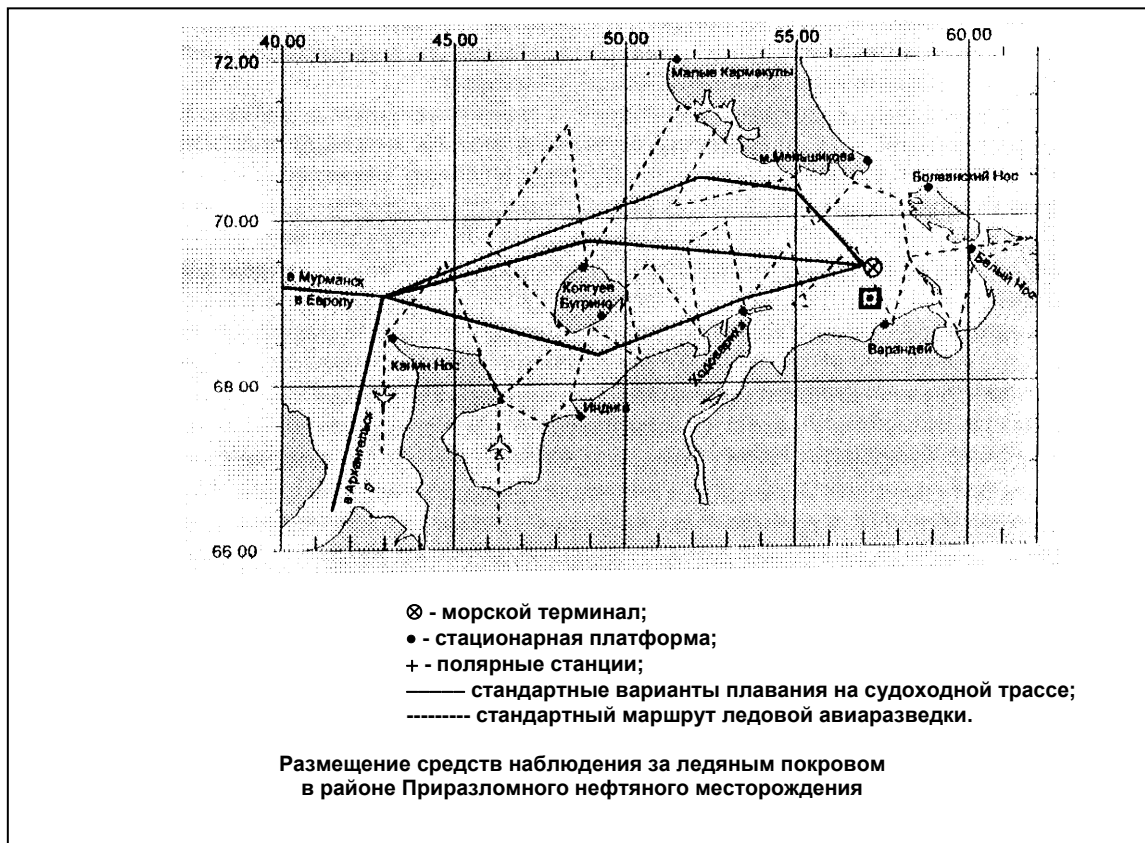 40.00 45.00 50.00 55.00 60.00
72.00
Малые Кармакулы
м.Меньшикова
Болванский Нос
70.00
в Мурманск
в Европу
Колгуев
Бугрино
Белый Нос
Варандей
Ходовариха
Канин Нос
68.00
Индига
в Архангельск
66 00
⊗ - морской терминал;
● - стационарная платформа;
+ - полярные станции;
——— стандартные варианты плавания на судоходной трассе;
--------- стандартный маршрут ледовой авиаразведки.
Размещение средств наблюдения за ледяным покровом
в районе Приразломного нефтяного месторождения